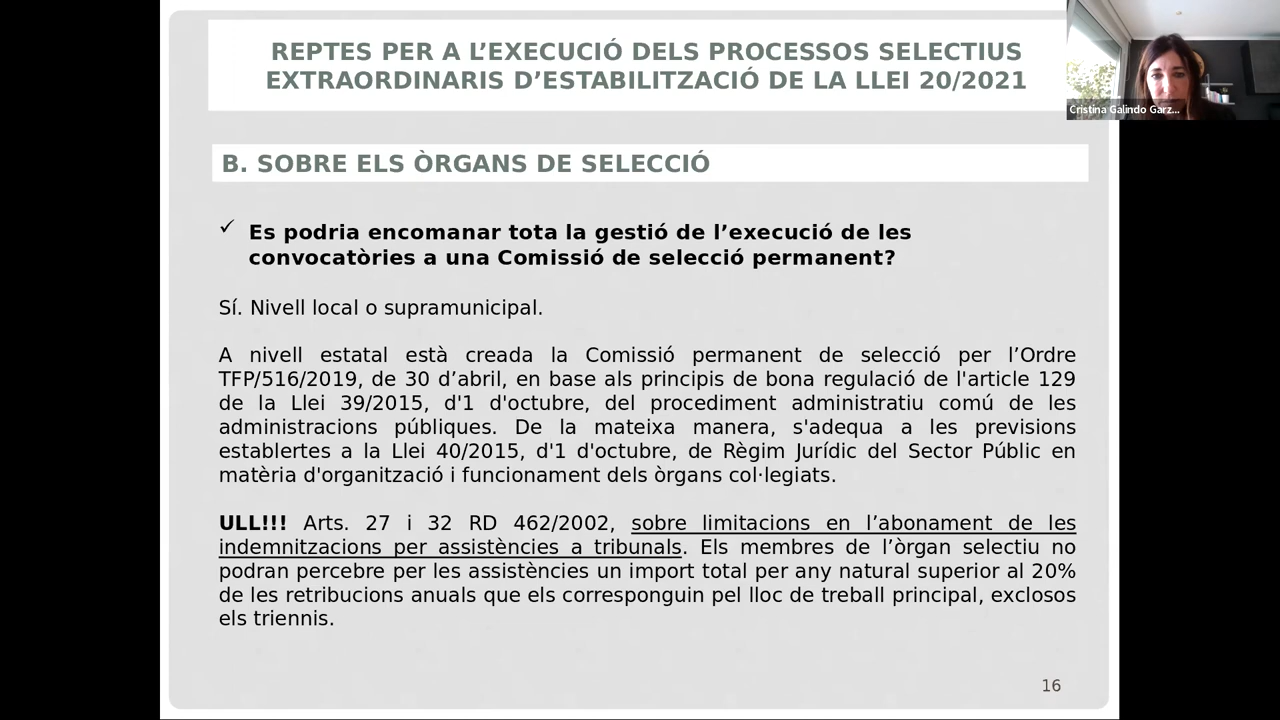 REPTES PER A L’EXECUCIÓ DELS PROCESSOS SELECTIUS
EXTRAORDINARIS D’ESTABILITZACIÓ DE LA LLEI 20/2021
Cristina Galindo Garz...
B. SOBRE ELS ÒRGANS DE SELECCIÓ
✓ Es podria encomanar tota la gestió de l’execució de les
convocatòries a una Comissió de selecció permanent?
Sí. Nivell local o supramunicipal.
A nivell estatal està creada la Comissió permanent de selecció per l’Ordre
TFP/516/2019, de 30 d’abril, en base als principis de bona regulació de l'article 129
de la Llei 39/2015, d'1 d'octubre, del procediment administratiu comú de les
administracions públiques. De la mateixa manera, s'adequa a les previsions
establertes a la Llei 40/2015, d'1 d'octubre, de Règim Jurídic del Sector Públic en
matèria d'organització i funcionament dels òrgans col·legiats.
ULL!!! Arts. 27 i 32 RD 462/2002, sobre limitacions en l’abonament de les
indemnitzacions per assistències a tribunals. Els membres de l’òrgan selectiu no
podran percebre per les assistències un import total per any natural superior al 20%
de les retribucions anuals que els corresponguin pel lloc de treball principal, exclosos
els triennis.
16